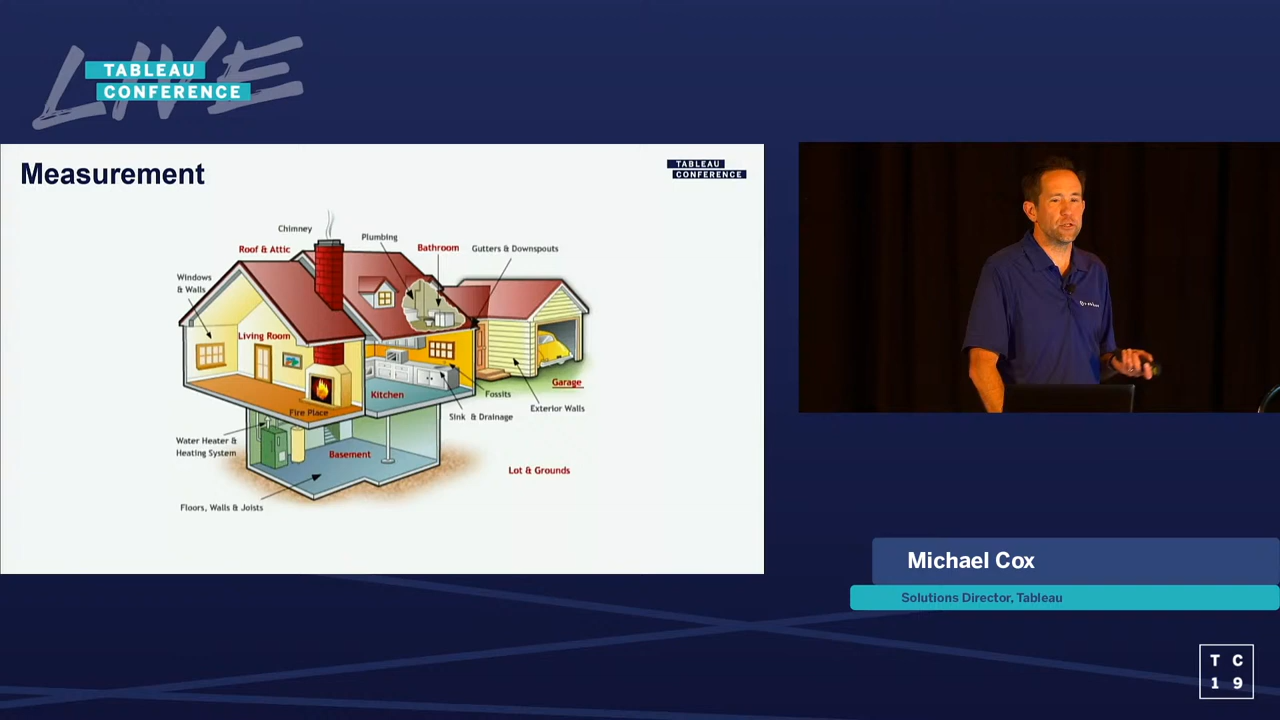 LIVE
TABLEAU
CONFERENCE
Measurement
TABLEAU
CONFERENCE
Chimney
Roof & Attic
Plumbing
Bathroom
Gutters & Downspouts
Windows
& Walls
Living Room
Kitchen
Fire Place
Fossits
Garage
Sink & Drainage
Exterior Walls
Water Heater &
Heating System
Basement
Lot & Grounds
Floors, Walls & Joists
Michael Cox
Solutions Director, Tableau
T C
1 9